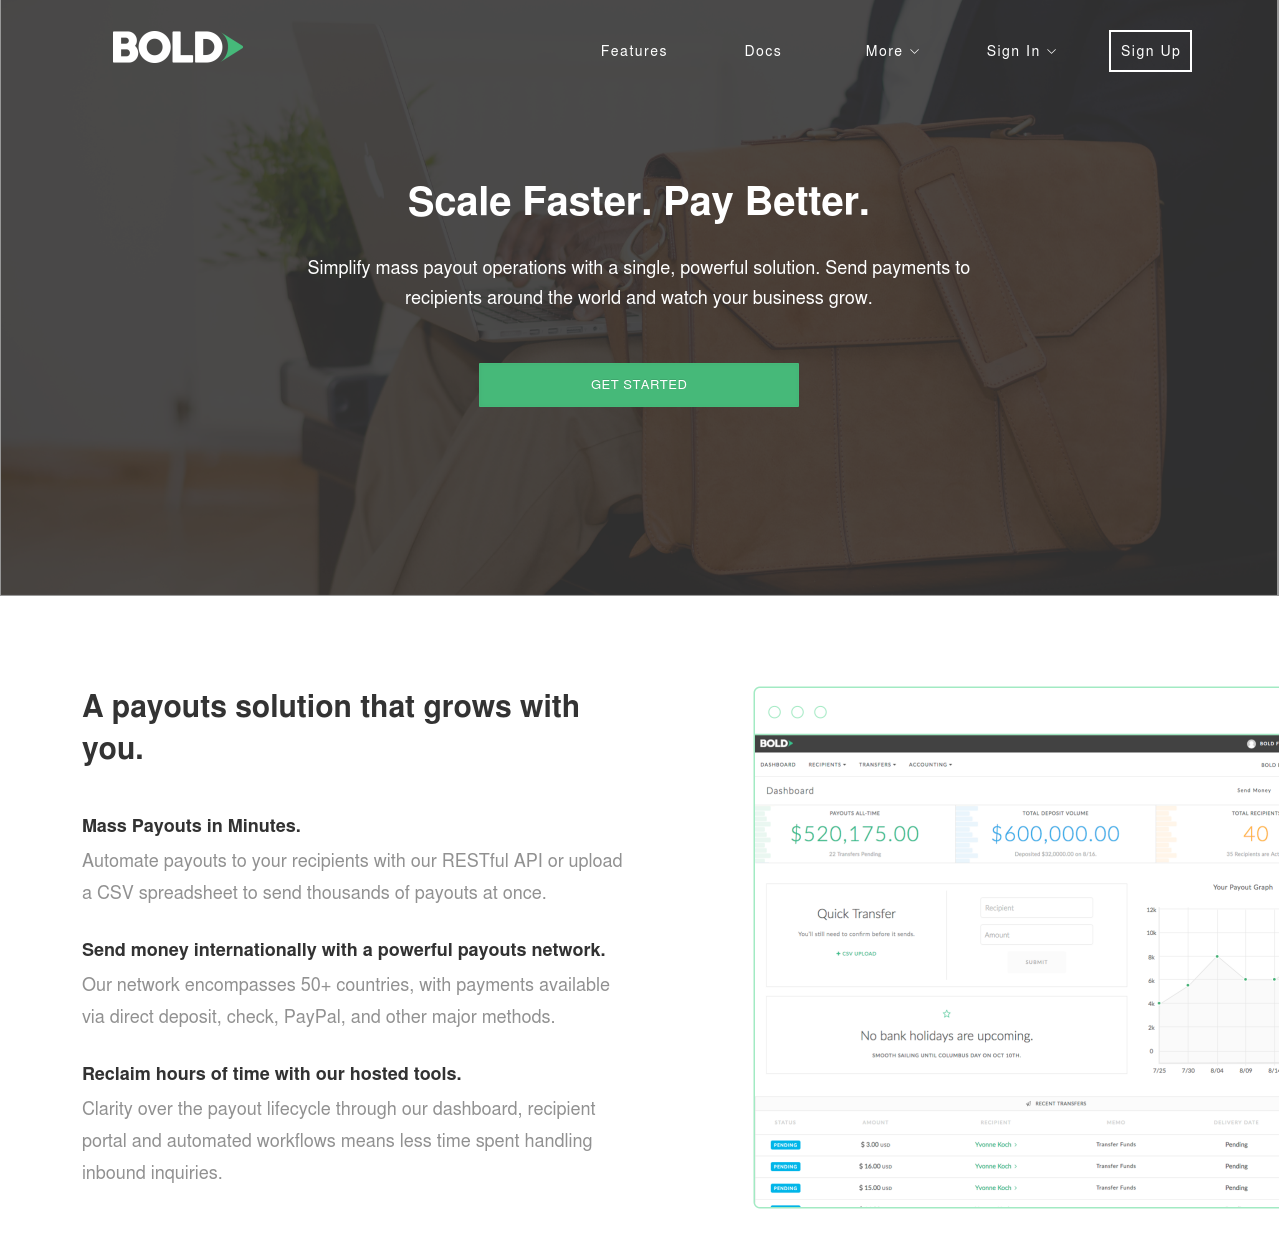 BOLD
Features
Docs
More
Sign In
Sign Up
Scale Faster. Pay Better.
Simplify mass payout operations with a single, powerful solution. Send payments to
recipients around the world and watch your business grow.
GET STARTED
A payouts solution that grows with
you.
Mass Payouts in Minutes.
Automate payouts to your recipients with our RESTful API or upload
a CSV spreadsheet to send thousands of payouts at once.
Send money internationally with a powerful payouts network.
Our network encompasses 50+ countries, with payments available
via direct deposit, check, PayPal, and other major methods.
Reclaim hours of time with our hosted tools.
Clarity over the payout lifecycle through our dashboard, recipient
portal and automated workflows means less time spent handling
inbound inquiries.
BOLD
BOLD
DASHBOARD RECIPIENTS TRANSFERS ACCOUNTING
BOLD
Dashboard
Send Money
PAYOUTS ALL-TIME
$520,175.00
22 Transfers Pending
TOTAL DEPOSIT VOLUME
$600,000.00
Deposited $32,0000.00 on 8/16.
TOTAL RECIPIENTS
40
35 Recipients are
Quick Transfer
You'll still need to confirm before it sends.
+ CSV UPLOAD
Recipient
Amount
SUBMIT
No bank holidays are upcoming.
SMOOTH SAILING UNTIL COLUMBUS DAY ON OCT 10TH.
Your Payout Graph
12k
10k
8k
6k
4k
2k
0
7/25 7/30 8/04 8/09
RECENT TRANSFERS
STATUS AMOUNT RECIPIENT MEMO DELIVERY DATE
PENDING $ 3.00 USD Yvonne Koch > Transfer Funds Pending
PENDING $ 16.00 USD Yvonne Koch > Transfer Funds Pending
PENDING $ 15.00 USD Yvonne Koch > Transfer Funds Pending